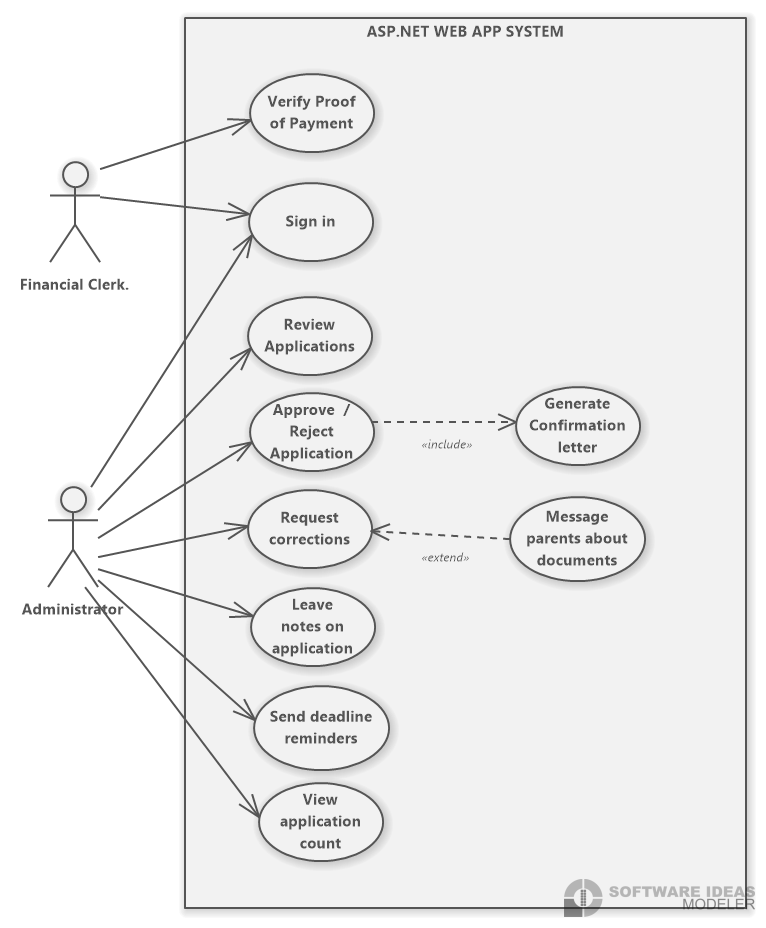 ASP.NET WEB APP SYSTEM
Verify Proof
of Payment
Sign in
Financial Clerk.
Review
Applications
Approve / 
Reject
Application
«include»
Generate
Confirmation
letter
Request
corrections
«extend»
Message
parents about
documents
Administrator
Leave
notes on
application
Send deadline
reminders
View
application
count
SOFTWARE IDEAS
MODELER